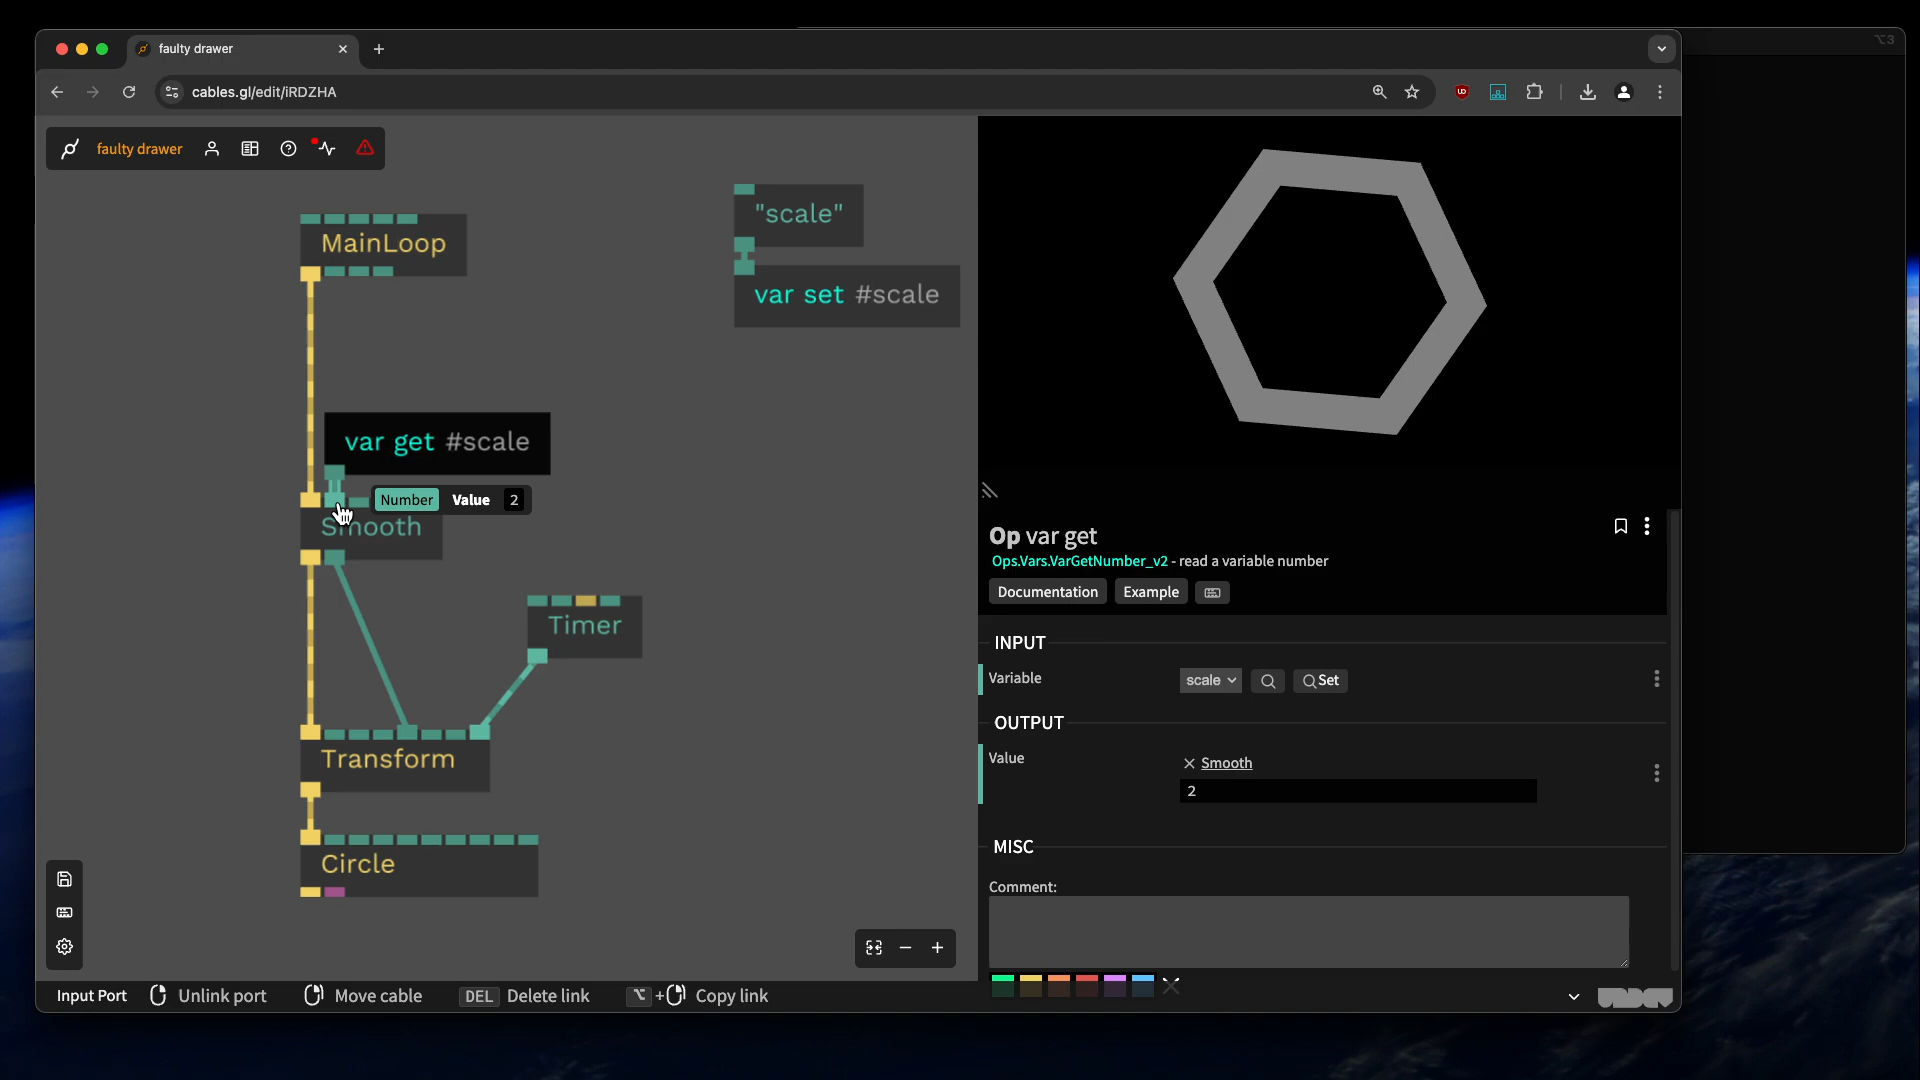 ⌥3
faulty drawer
cables.gl/edit/iRDZHA
faulty drawer
"scale"
MainLoop
var set #scale
var get #scale
Number Value 2
Smooth
Timer
Transform
Circle
Op var get
Ops.Vars.VarGetNumber_v2 - read a variable number
Documentation Example
INPUT
Variable scale Set
OUTPUT
Value Smooth
2
MISC
Comment:
Input Port Unlink port Move cable DEL Delete link ⌥ + Copy link
UNDEV